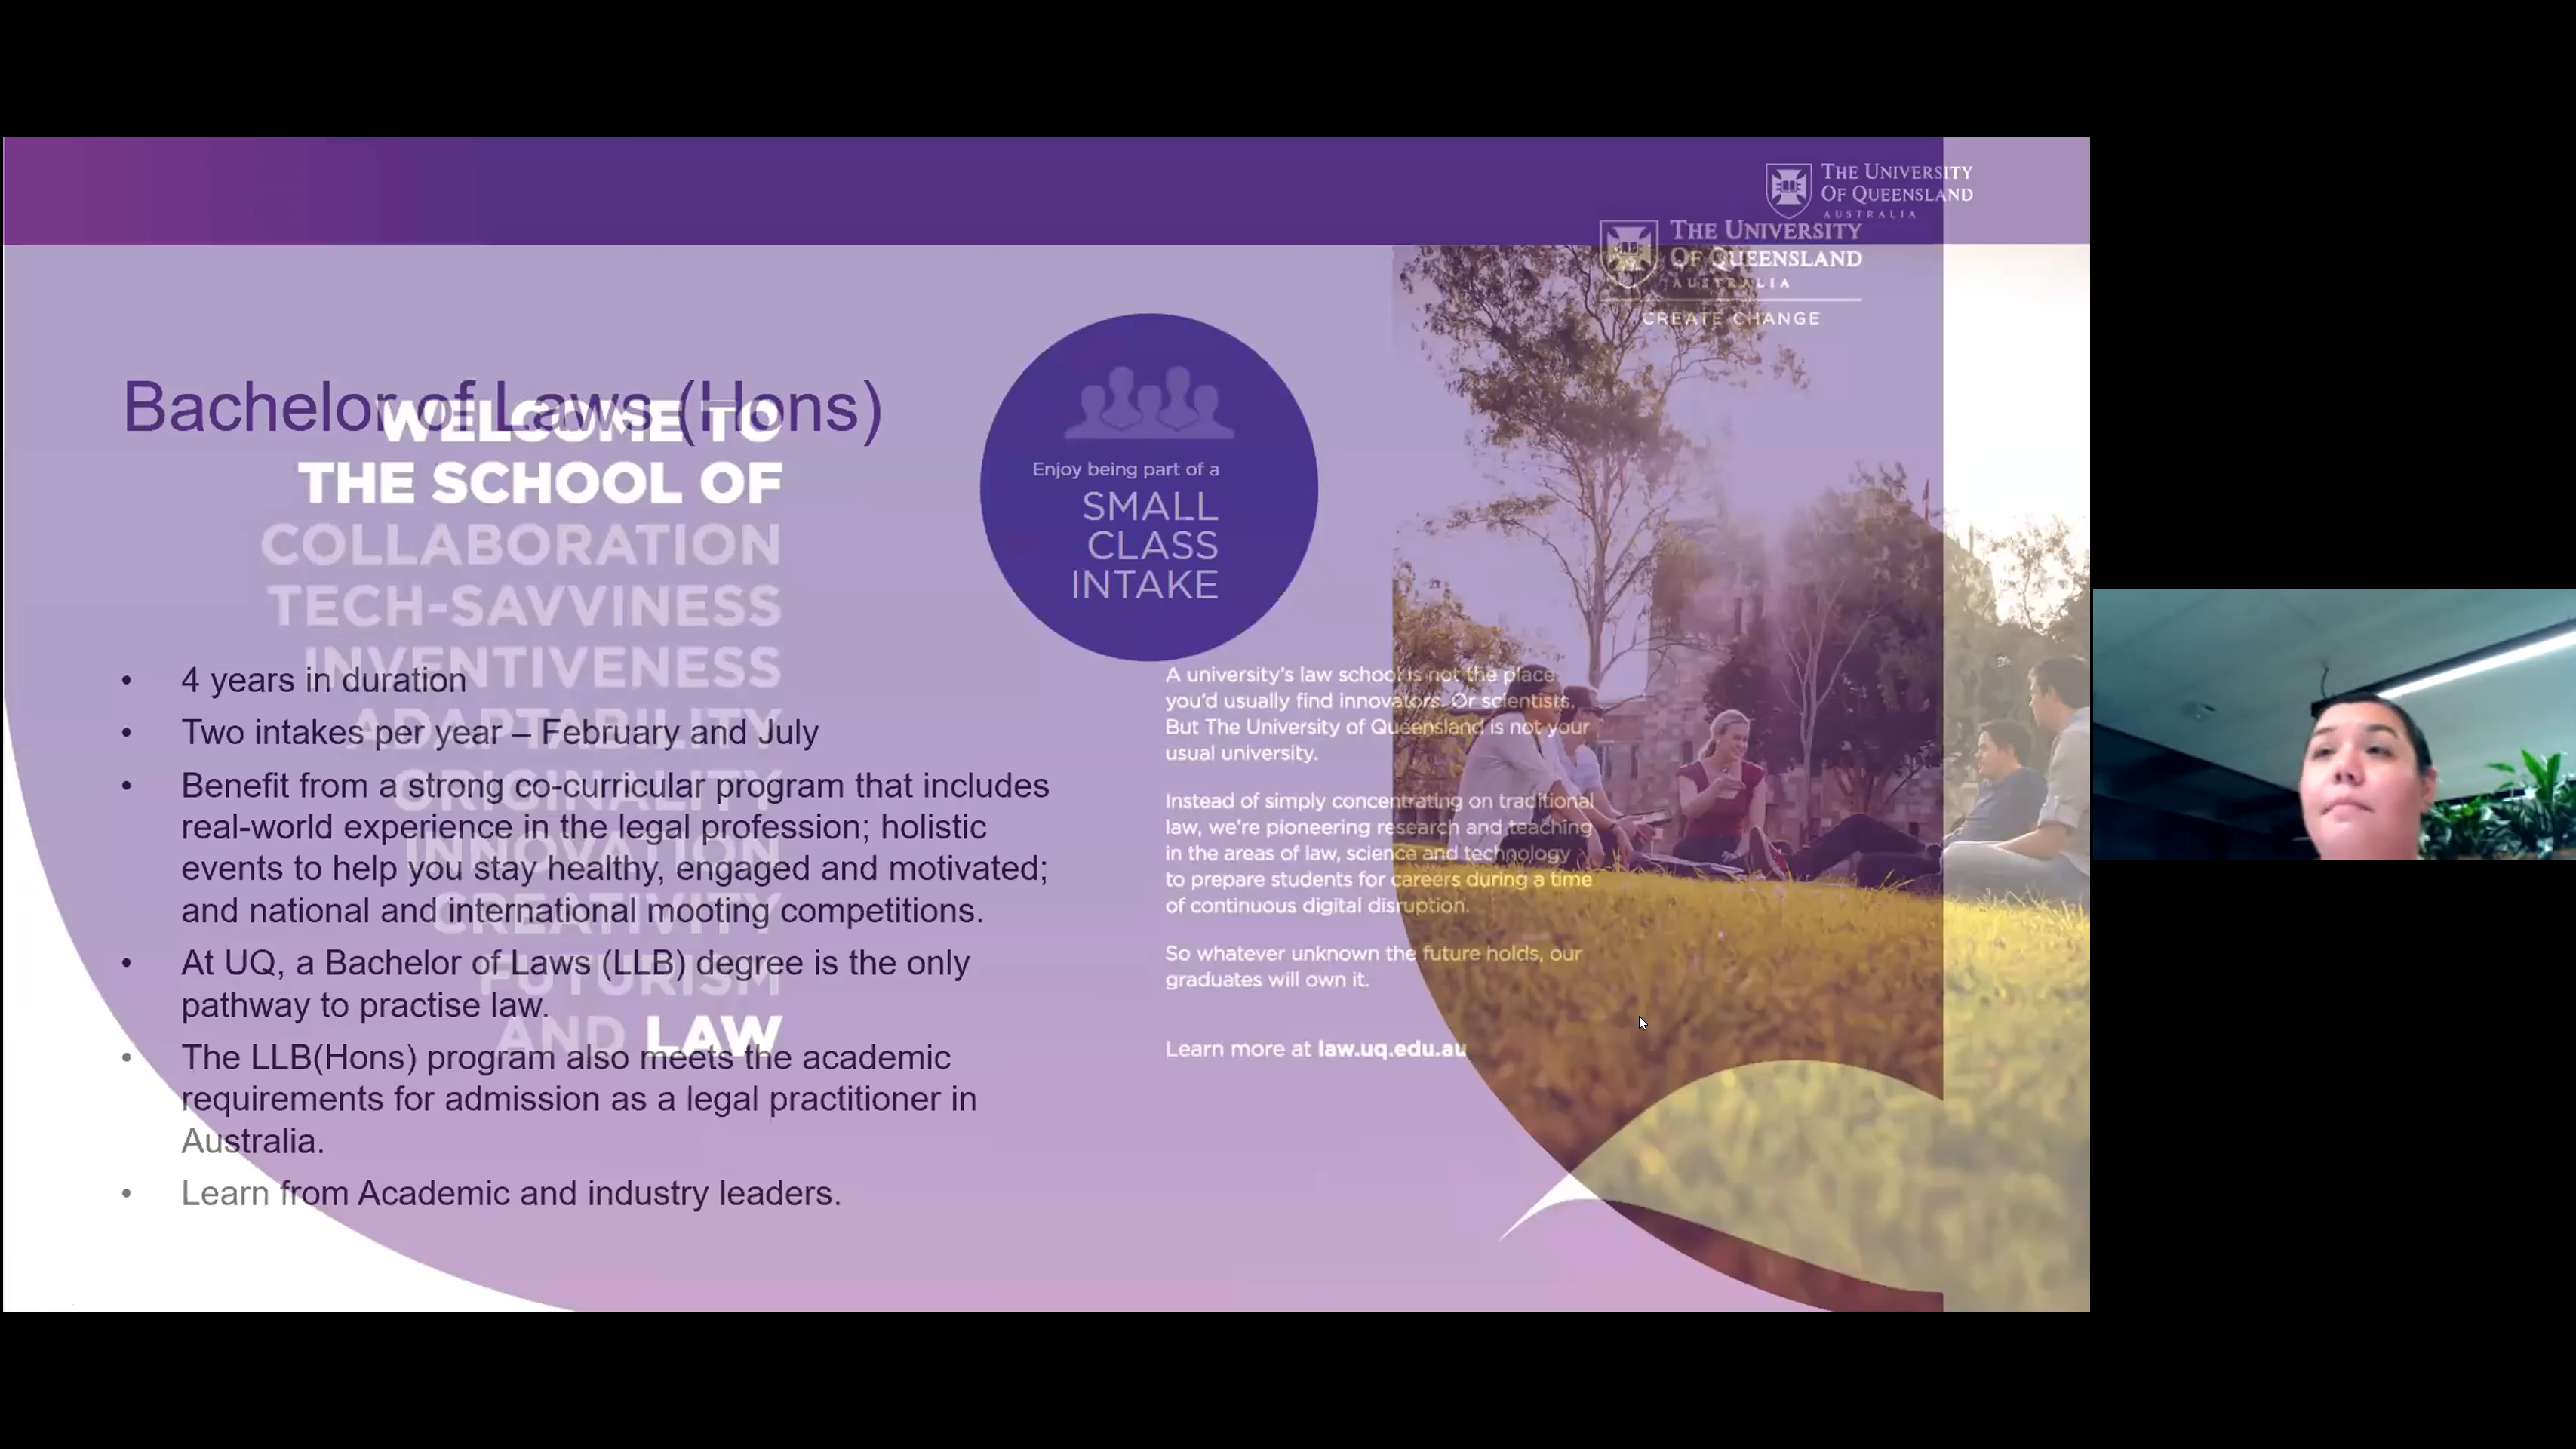 THE UNIVERSITY
OF QUEENSLAND
AUSTRALIA
THE UNIVERSITY
OF QUEENSLAND
AUSTRALIA
CREATE CHANGE
Bachelor of Laws (Hons)
WELCOME TO
THE SCHOOL OF
COLLABORATION
TECH-SAVVINESS
INVENTIVENESS
ADAPTABILITY
ORIGINALITY
INNOVATION
CREATIVITY
FUTURISM
AND LAW
Enjoy being part of a
SMALL
CLASS
INTAKE
• 4 years in duration
• Two intakes per year – February and July
• Benefit from a strong co-curricular program that includes
real-world experience in the legal profession; holistic
events to help you stay healthy, engaged and motivated;
and national and international mooting competitions.
• At UQ, a Bachelor of Laws (LLB) degree is the only
pathway to practise law.
• The LLB(Hons) program also meets the academic
requirements for admission as a legal practitioner in
Australia.
• Learn from Academic and industry leaders.
A university's law school is not the place
you'd usually find innovators. Or scientists.
But The University of Queensland is not your
usual university.
Instead of simply concentrating on traditional
law, we're pioneering research and teaching
in the areas of law, science and technology
to prepare students for careers during a time
of continuous digital disruption.
So whatever unknown the future holds, our
graduates will own it.
Learn more at law.uq.edu.au